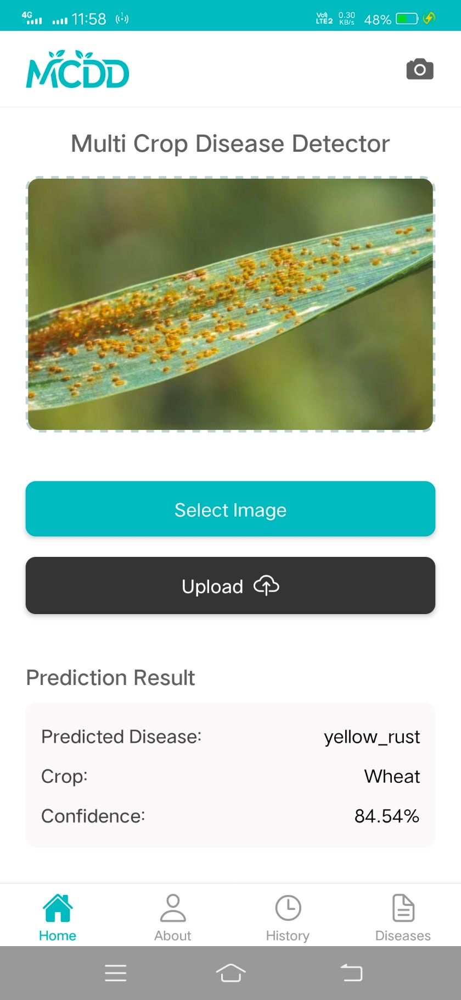 4G 11:58 Vo) LTE2 0.30 KB/s 48%
MCDD
Multi Crop Disease Detector
Select Image
Upload
Prediction Result
Predicted Disease: yellow_rust
Crop: Wheat
Confidence: 84.54%
Home About History Diseases